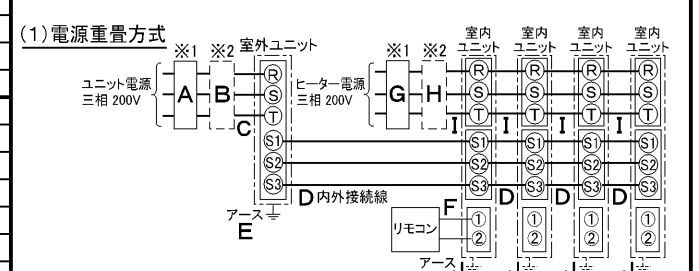 (1)電源重畳方式
※1 ※2 室外ユニット
ユニット電源
三相 200V
A B C
R
S
T
S1
S2
S3
アース
E
※1 ※2
ヒーター電源
三相 200V
G H
室内
ユニット
室内
ユニット
室内
ユニット
室内
ユニット
R R R R
S S S S
T T T T
I I I I
S1 S1 S1 S1
S2 S2 S2 S2
S3 S3 S3 S3
D 内外接続線 D D D
F
リモコン
① ① ① ①
② ② ② ②
アース